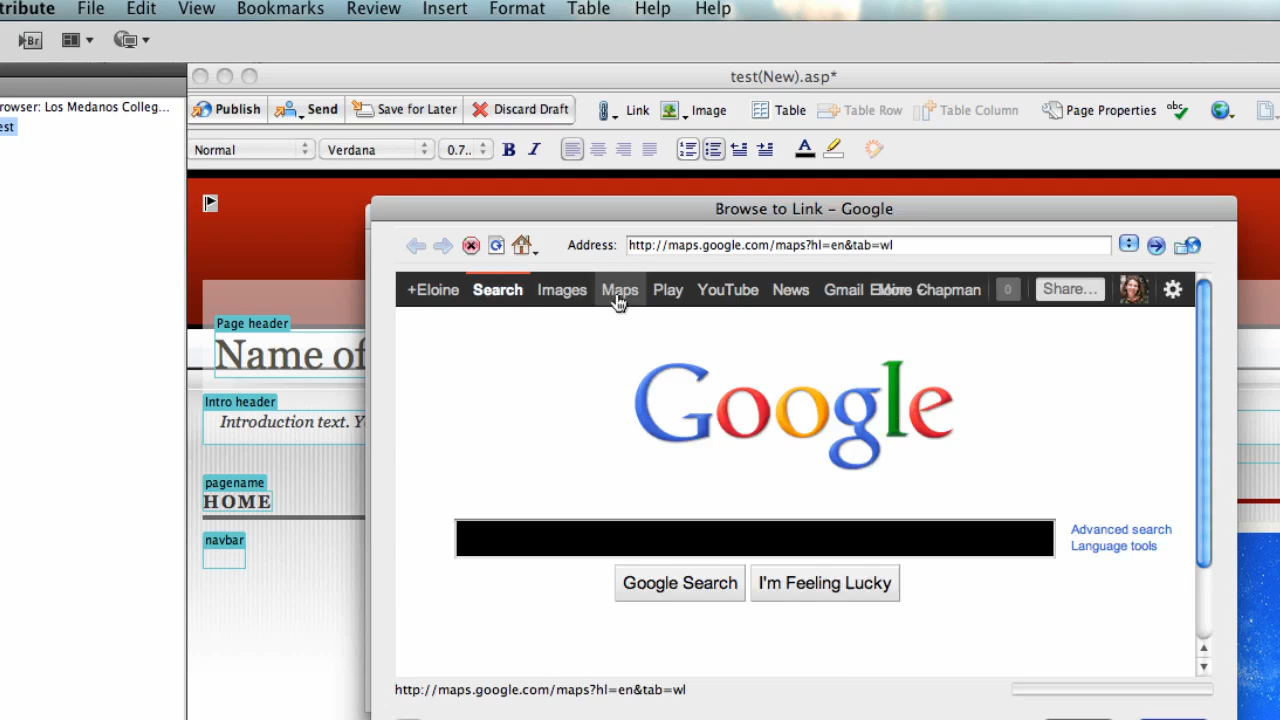 tribute File Edit View Bookmarks Review Insert Format Table Help Help
Br
test(New).asp*
rowser: Los Medanos Colleg...
est
Publish Send Save for Later Discard Draft Link Image Table Table Row Table Column Page Properties abc
Normal Verdana 0.7.. B I A
Browse to Link – Google
Address: http://maps.google.com/maps?hl=en&tab=wl
+Eloine Search Images Maps Play YouTube News Gmail Chapman 0 Share...
Page header
Name of
Intro header
Introduction text. Y
pagename
HOME
navbar
Google
Advanced search
Language tools
Google Search I'm Feeling Lucky
http://maps.google.com/maps?hl=en&tab=wl